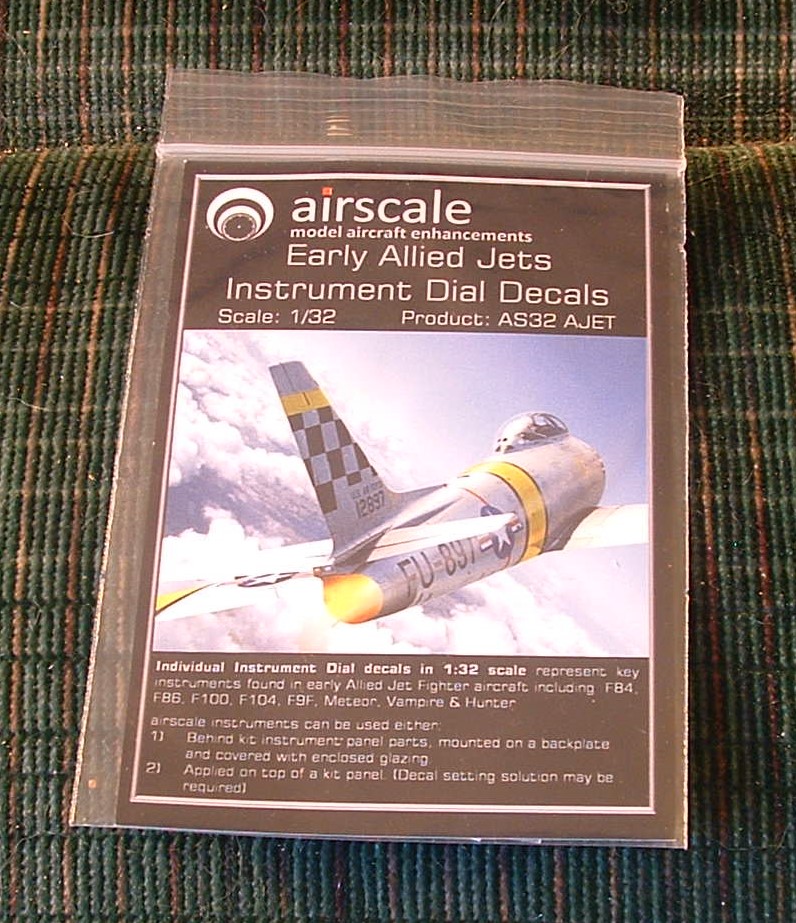 airscale
model aircraft enhancements
Early Allied Jets
Instrument Dial Decals
Scale: 1/32 Product: AS32 AJET
U.S. AIR FORCE
12897
FU-897
Individual Instrument Dial decals in 1:32 scale represent key
instruments found in early Allied Jet Fighter aircraft including F84,
F86, F100, F104, F9F, Meteor, Vampire & Hunter
airscale instruments can be used either:
1) Behind kit instrument panel parts, mounted on a backplate
and covered with enclosed glazing
2) Applied on top of a kit panel. (Decal setting solution may be
required)